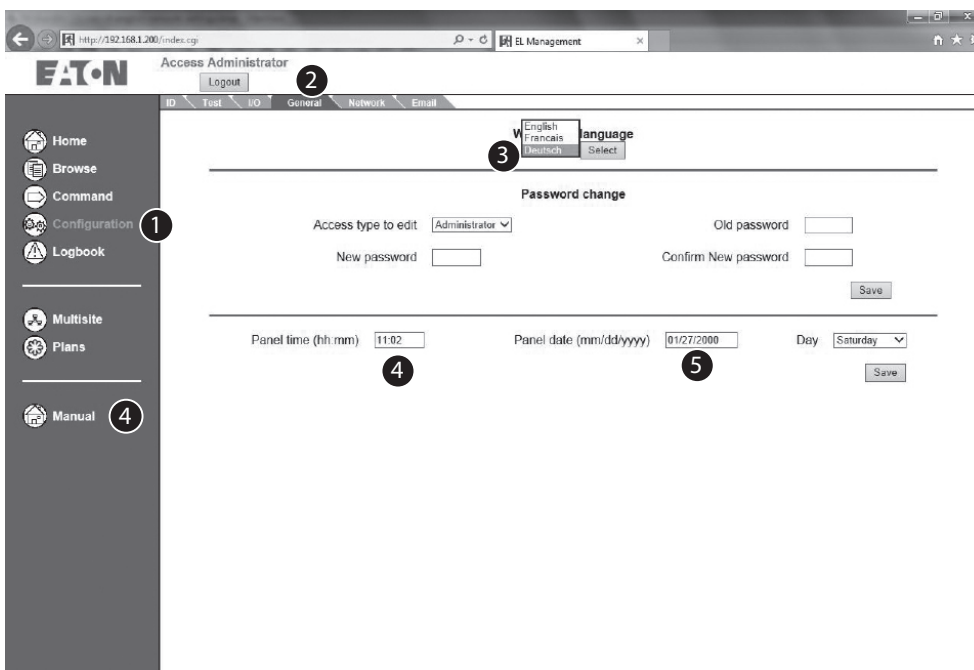 http://192.168.1.200/index.cgi
EL Management
EATON
Access Administrator
Logout
2
ID
Test
I/O
General
Network
Email
Home
Browse
Command
Configuration
1
Logbook
Multisite
Plans
Manual
4
language
English
Francais
Deutsch
3
Select
Password change
Access type to edit
Administrator
Old password
New password
Confirm New password
Save
Panel time (hh:mm)
11:02
Panel date (mm/dd/yyyy)
01/27/2000
Day
Saturday
4
5
Save